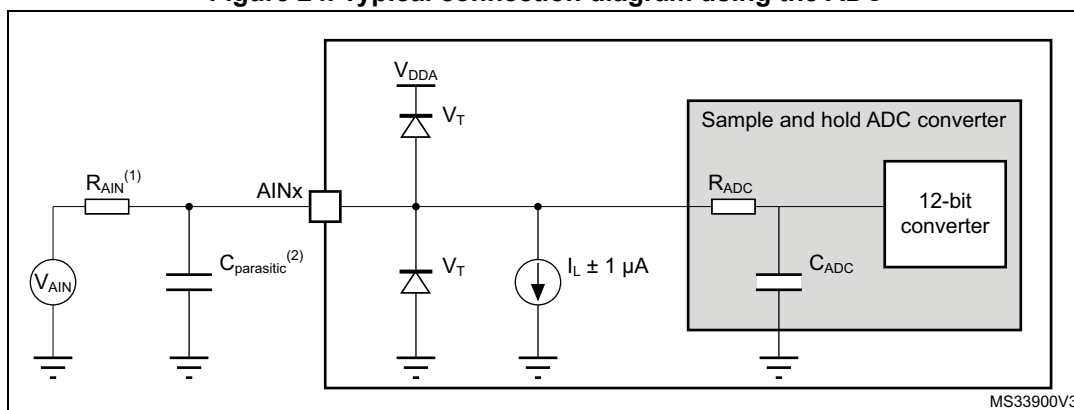 Figure Typical connection diagram using the ADC
V_DDA
V_T
Sample and hold ADC converter
R_AIN(1)
AINx
R_ADC
12-bit
converter
V_AIN
C_parasitic(2)
V_T
I_L ± 1 µA
C_ADC
MS33900V3